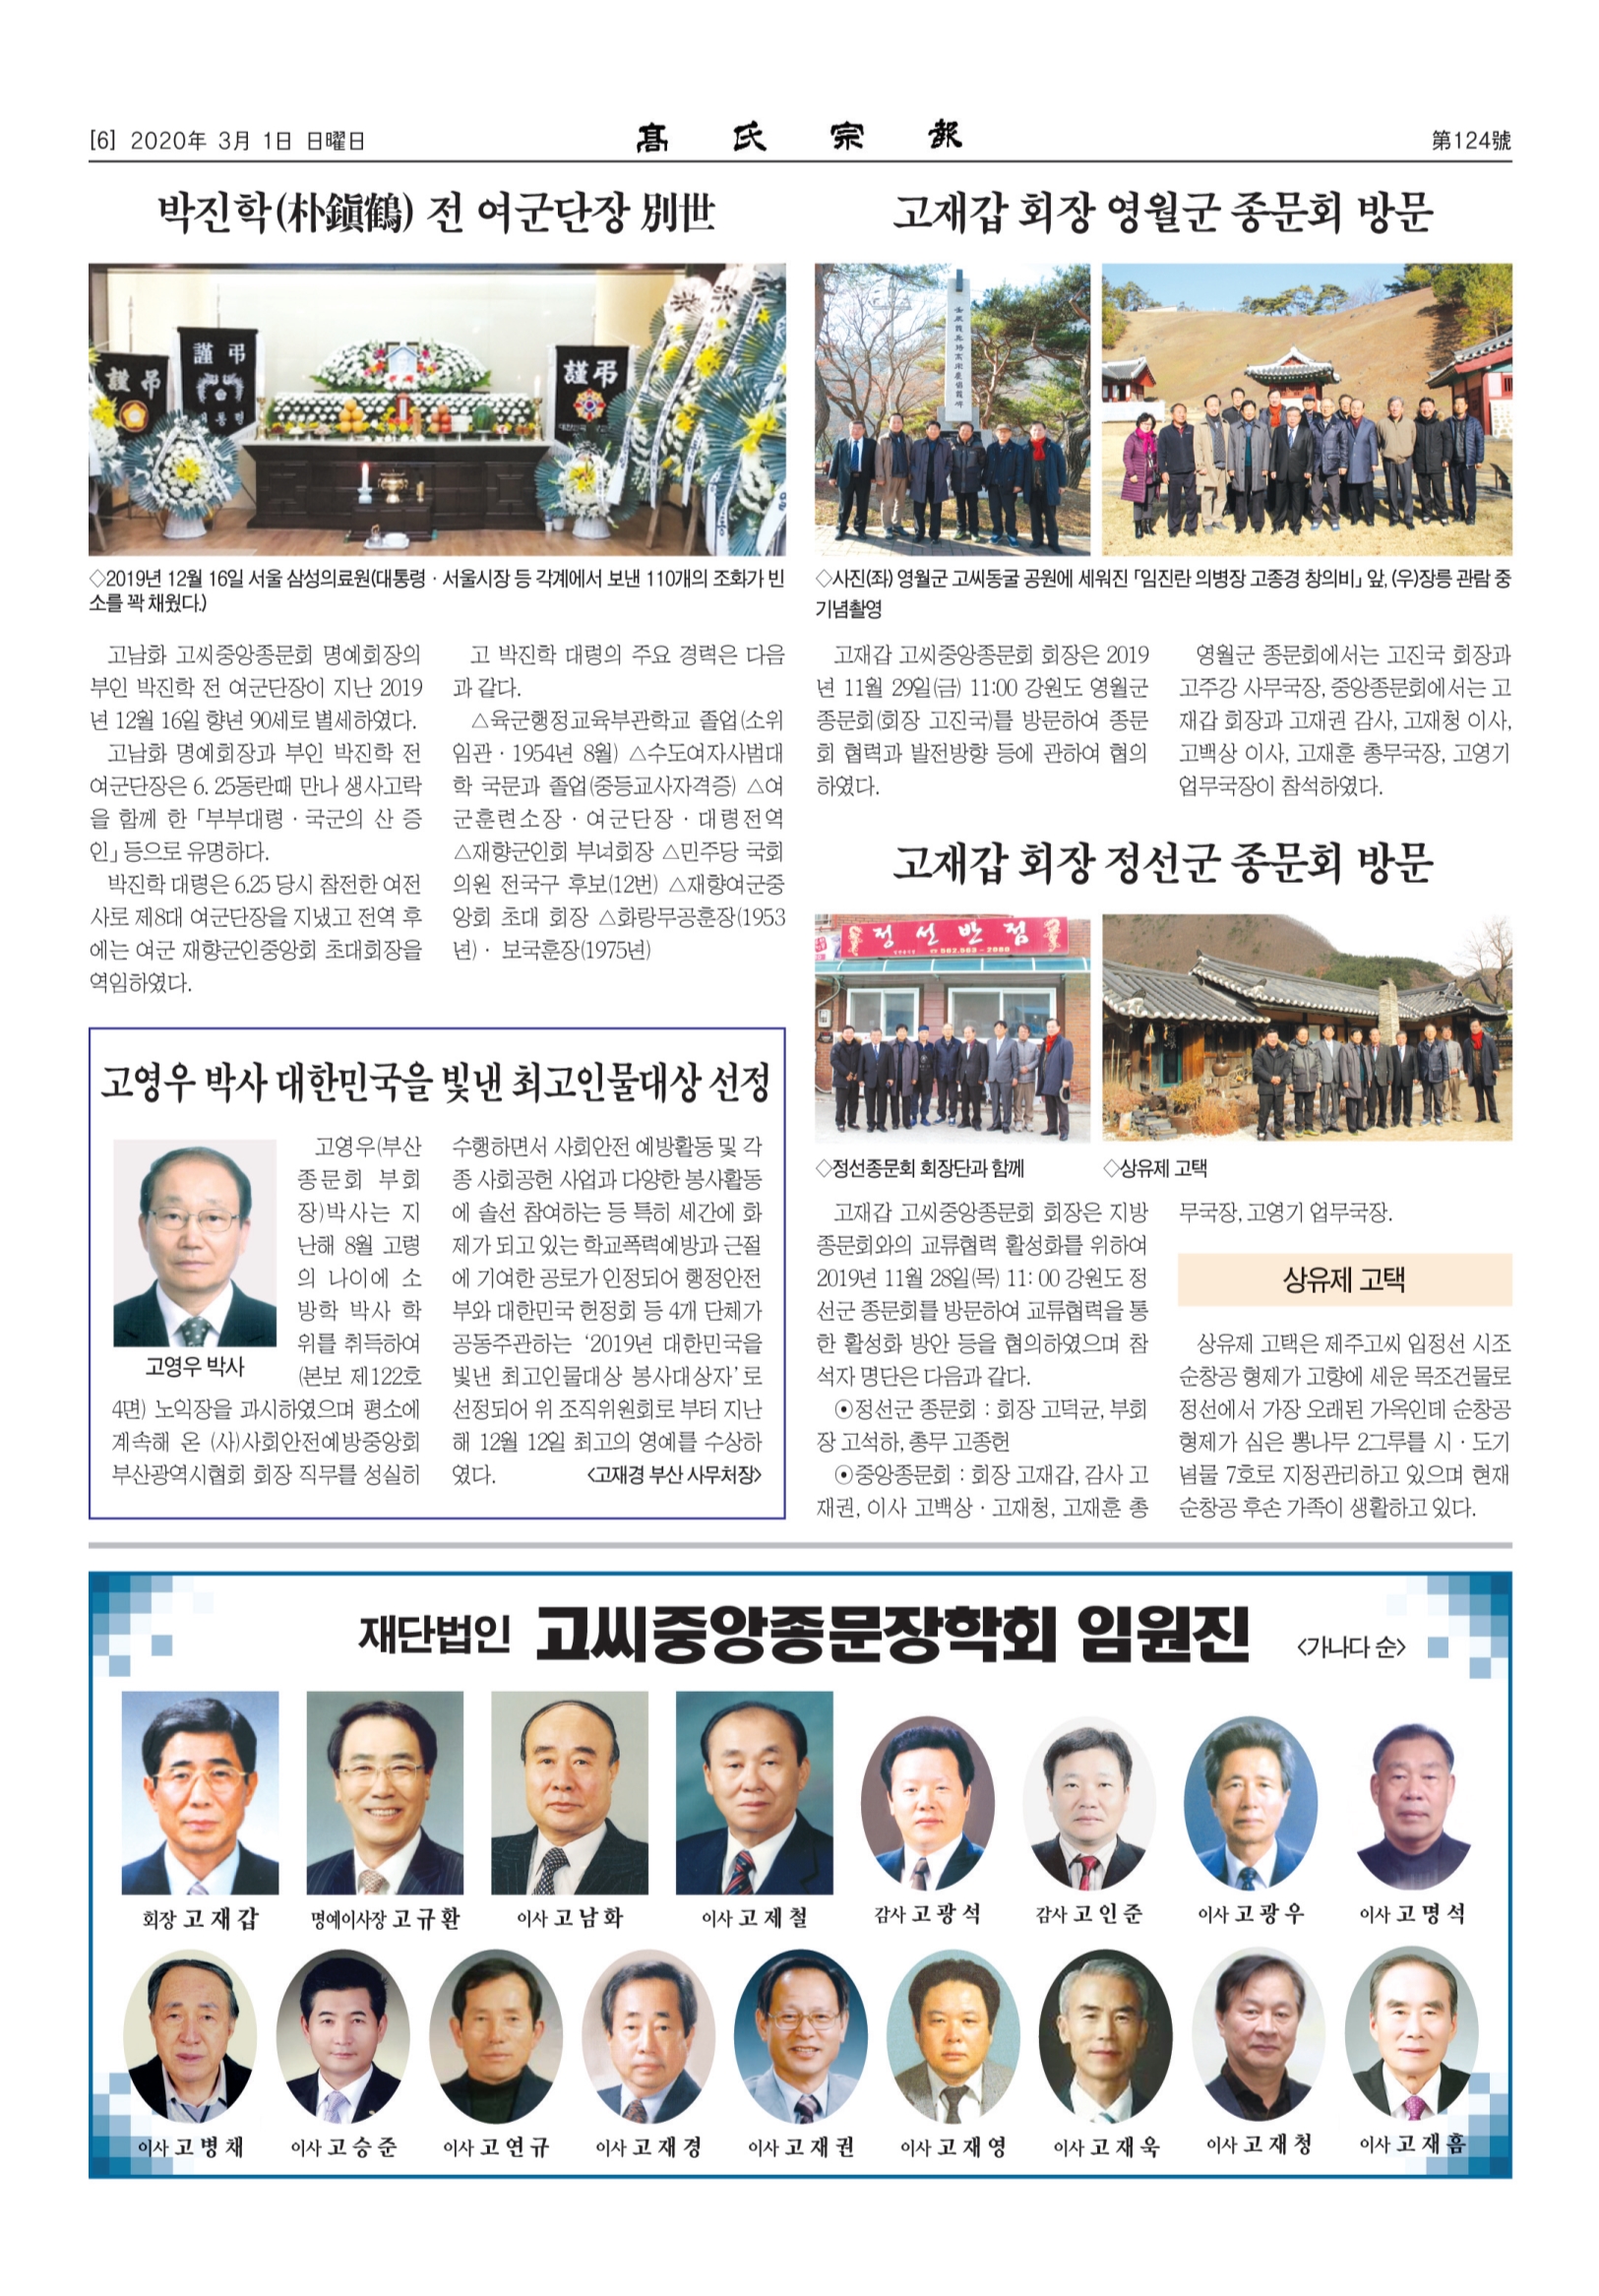 [6] 2020年 3月 1日 日曜日
高氏宗報
第124號
박진학(朴鎭鶴) 전 여군단장 別世
謹弔
謹弔
謹弔
◇2019년 12월 16일 서울 삼성의료원(대통령 · 서울시장 등 각계에서 보낸 110개의 조화가 빈
소를 꽉 채웠다.)
고남화 고씨중앙종문회 명예회장의
부인 박진학 전 여군단장이 지난 2019
년 12월 16일 향년 90세로 별세하였다.
고남화 명예회장과 부인 박진학 전
여군단장은 6. 25동란때 만나 생사고락
을 함께 한 「부부대령 · 국군의 산 증
인」 등으로 유명하다.
박진학 대령은 6.25 당시 참전한 여전
사로 제8대 여군단장을 지냈고 전역 후
에는 여군 재향군인중앙회 초대회장을
역임하였다.
고 박진학 대령의 주요 경력은 다음
과 같다.
△육군행정교육부관학교 졸업(소위
임관 · 1954년 8월) △수도여자사범대
학 국문과 졸업(중등교사자격증) △여
군훈련소장 · 여군단장 · 대령전역
△재향군인회 부녀회장 △민주당 국회
의원 전국구 후보(12번) △재향여군중
앙회 초대 회장 △화랑무공훈장(1953
년) · 보국훈장(1975년)
고영우 박사 대한민국을 빛낸 최고인물대상 선정
고영우 박사
고영우(부산
종문회 부회
장)박사는 지
난해 8월 고령
의 나이에 소
방학 박사 학
위를 취득하여
(본보 제122호
4면) 노익장을 과시하였으며 평소에
계속해 온 (사)사회안전예방중앙회
부산광역시협회 회장 직무를 성실히
수행하면서 사회안전 예방활동 및 각
종 사회공헌 사업과 다양한 봉사활동
에 솔선 참여하는 등 특히 세간에 화
제가 되고 있는 학교폭력예방과 근절
에 기여한 공로가 인정되어 행정안전
부와 대한민국 헌정회 등 4개 단체가
공동주관하는 ‘2019년 대한민국을
빛낸 최고인물대상 봉사대상자’로
선정되어 위 조직위원회로 부터 지난
해 12월 12일 최고의 영예를 수상하
였다. <고재경 부산 사무처장>
고재갑 회장 영월군 종문회 방문
◇사진(좌) 영월군 고씨동굴 공원에 세워진 「임진란 의병장 고종경 창의비」 앞, (우)장릉 관람 중
기념촬영
고재갑 고씨중앙종문회 회장은 2019
년 11월 29일(금) 11:00 강원도 영월군
종문회(회장 고진국)를 방문하여 종문
회 협력과 발전방향 등에 관하여 협의
하였다.
영월군 종문회에서는 고진국 회장과
고주강 사무국장, 중앙종문회에서는 고
재갑 회장과 고재권 감사, 고재청 이사,
고백상 이사, 고재훈 총무국장, 고영기
업무국장이 참석하였다.
고재갑 회장 정선군 종문회 방문
정선반점
◇정선종문회 회장단과 함께
◇상유제 고택
고재갑 고씨중앙종문회 회장은 지방
종문회와의 교류협력 활성화를 위하여
2019년 11월 28일(목) 11: 00 강원도 정
선군 종문회를 방문하여 교류협력을 통
한 활성화 방안 등을 협의하였으며 참
석자 명단은 다음과 같다.
⊙정선군 종문회 : 회장 고덕균, 부회
장 고석하, 총무 고종헌
⊙중앙종문회 : 회장 고재갑, 감사 고
재권, 이사 고백상 · 고재청, 고재훈 총
무국장, 고영기 업무국장.
상유제 고택
상유제 고택은 제주고씨 입정선 시조
순창공 형제가 고향에 세운 목조건물로
정선에서 가장 오래된 가옥인데 순창공
형제가 심은 뽕나무 2그루를 시 · 도기
념물 7호로 지정관리하고 있으며 현재
순창공 후손 가족이 생활하고 있다.
재단법인 고씨중앙종문장학회 임원진 <가나다 순>
회장 고재갑
명예이사장 고규환
이사 고남화
이사 고제철
감사 고광석
감사 고인준
이사 고광우
이사 고명석
이사 고병채
이사 고승준
이사 고연규
이사 고재경
이사 고재권
이사 고재영
이사 고재욱
이사 고재청
이사 고재흠